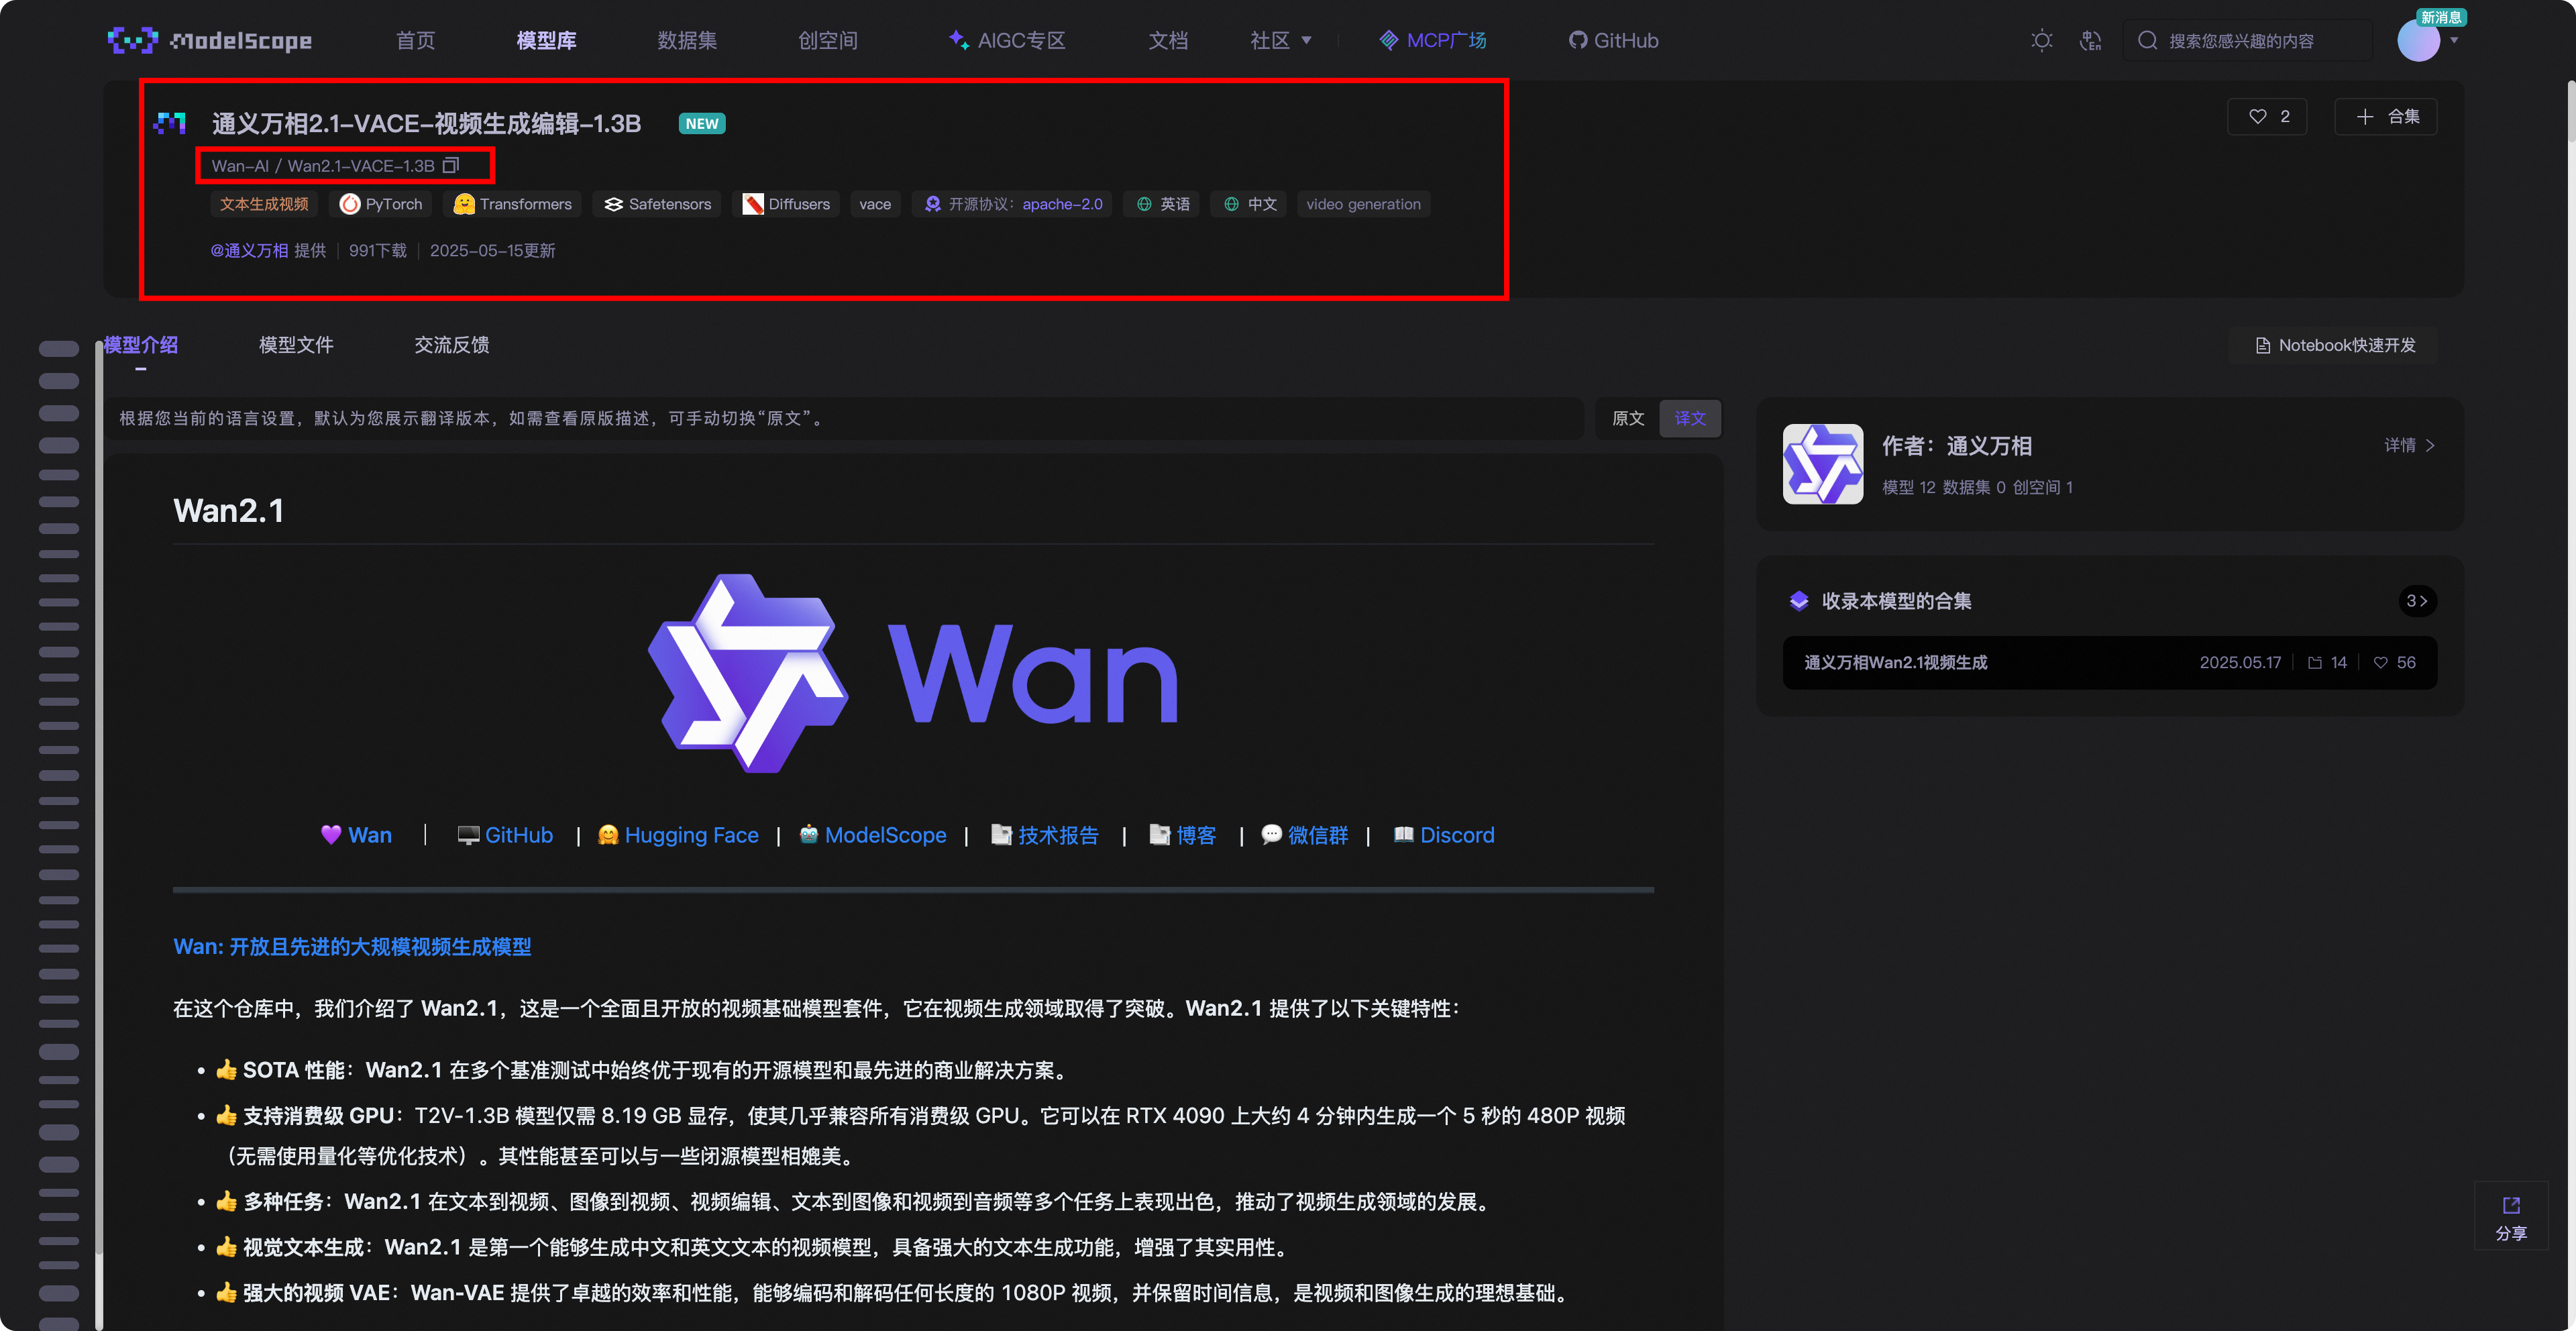 ModelScope 首页 模型库 数据集 创空间 AIGC专区 文档 社区 MCP广场 GitHub 搜索您感兴趣的内容 新消息
通义万相2.1-VACE-视频生成编辑-1.3B NEW
♡ 2 + 合集
Wan-AI / Wan2.1-VACE-1.3B
文本生成视频 PyTorch 🤗 Transformers Safetensors Diffusers vace 开源协议：apache-2.0 英语 中文 video generation
@通义万相 提供 | 991下载 | 2025-05-15更新
模型介绍 模型文件 交流反馈 Notebook快速开发
根据您当前的语言设置，默认为您展示翻译版本，如需查看原版描述，可手动切换“原文”。 原文 译文
作者：通义万相 详情 >
模型 12 数据集 0 创空间 1
收录本模型的合集 3 >
通义万相Wan2.1视频生成 2025.05.17 | 14 | ♡ 56
Wan2.1
Wan
💜 Wan | 🖥️ GitHub | 🤗 Hugging Face | 🤖 ModelScope | 📑 技术报告 | 📑 博客 | 💬 微信群 | 📖 Discord
Wan: 开放且先进的大规模视频生成模型
在这个仓库中，我们介绍了 Wan2.1，这是一个全面且开放的视频基础模型套件，它在视频生成领域取得了突破。Wan2.1 提供了以下关键特性：
• 👍 SOTA 性能：Wan2.1 在多个基准测试中始终优于现有的开源模型和最先进的商业解决方案。
• 👍 支持消费级 GPU：T2V-1.3B 模型仅需 8.19 GB 显存，使其几乎兼容所有消费级 GPU。它可以在 RTX 4090 上大约 4 分钟内生成一个 5 秒的 480P 视频
（无需使用量化等优化技术）。其性能甚至可以与一些闭源模型相媲美。
• 👍 多种任务：Wan2.1 在文本到视频、图像到视频、视频编辑、文本到图像和视频到音频等多个任务上表现出色，推动了视频生成领域的发展。
• 👍 视觉文本生成：Wan2.1 是第一个能够生成中文和英文文本的视频模型，具备强大的文本生成功能，增强了其实用性。
• 👍 强大的视频 VAE：Wan-VAE 提供了卓越的效率和性能，能够编码和解码任何长度的 1080P 视频，并保留时间信息，是视频和图像生成的理想基础。
分享